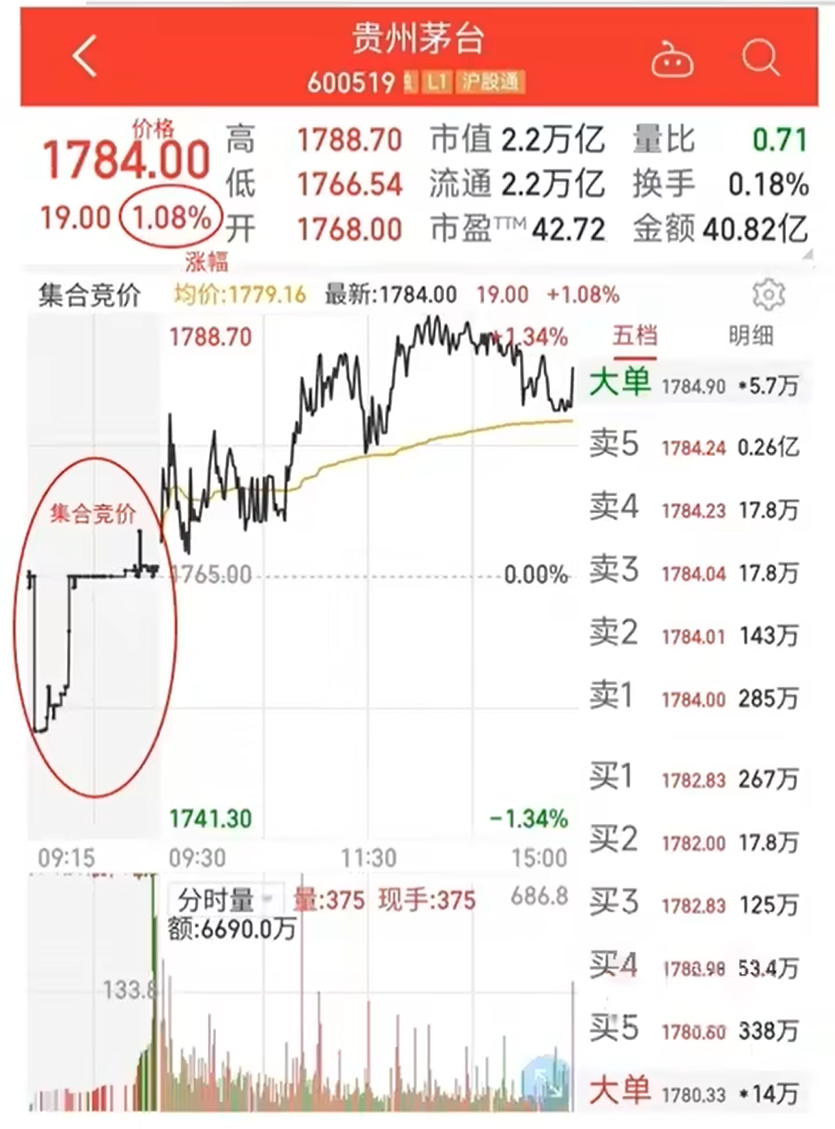 贵州茅台
600519 L1 沪股通
价格
1784.00
19.00 1.08%
涨幅
高 1788.70 市值 2.2万亿 量比 0.71
低 1766.54 流通 2.2万亿 换手 0.18%
开 1768.00 市盈TTM 42.72 金额 40.82亿
集合竞价 均价:1779.16 最新:1784.00 19.00 +1.08%
五档 明细
1788.70 +1.34%
大单 1784.90 *5.7万
卖5 1784.24 0.26亿
卖4 1784.23 17.8万
集合竞价
卖3 1784.04 17.8万
1765.00 0.00%
卖2 1784.01 143万
卖1 1784.00 285万
买1 1782.83 267万
1741.30 -1.34%
买2 1782.00 17.8万
09:15 09:30 11:30 15:00
分时量 量:375 现手:375 686.8
买3 1782.83 125万
额:6690.0万
买4 53.4万
133.8
买5 1780.60 338万
大单 1780.33 *14万